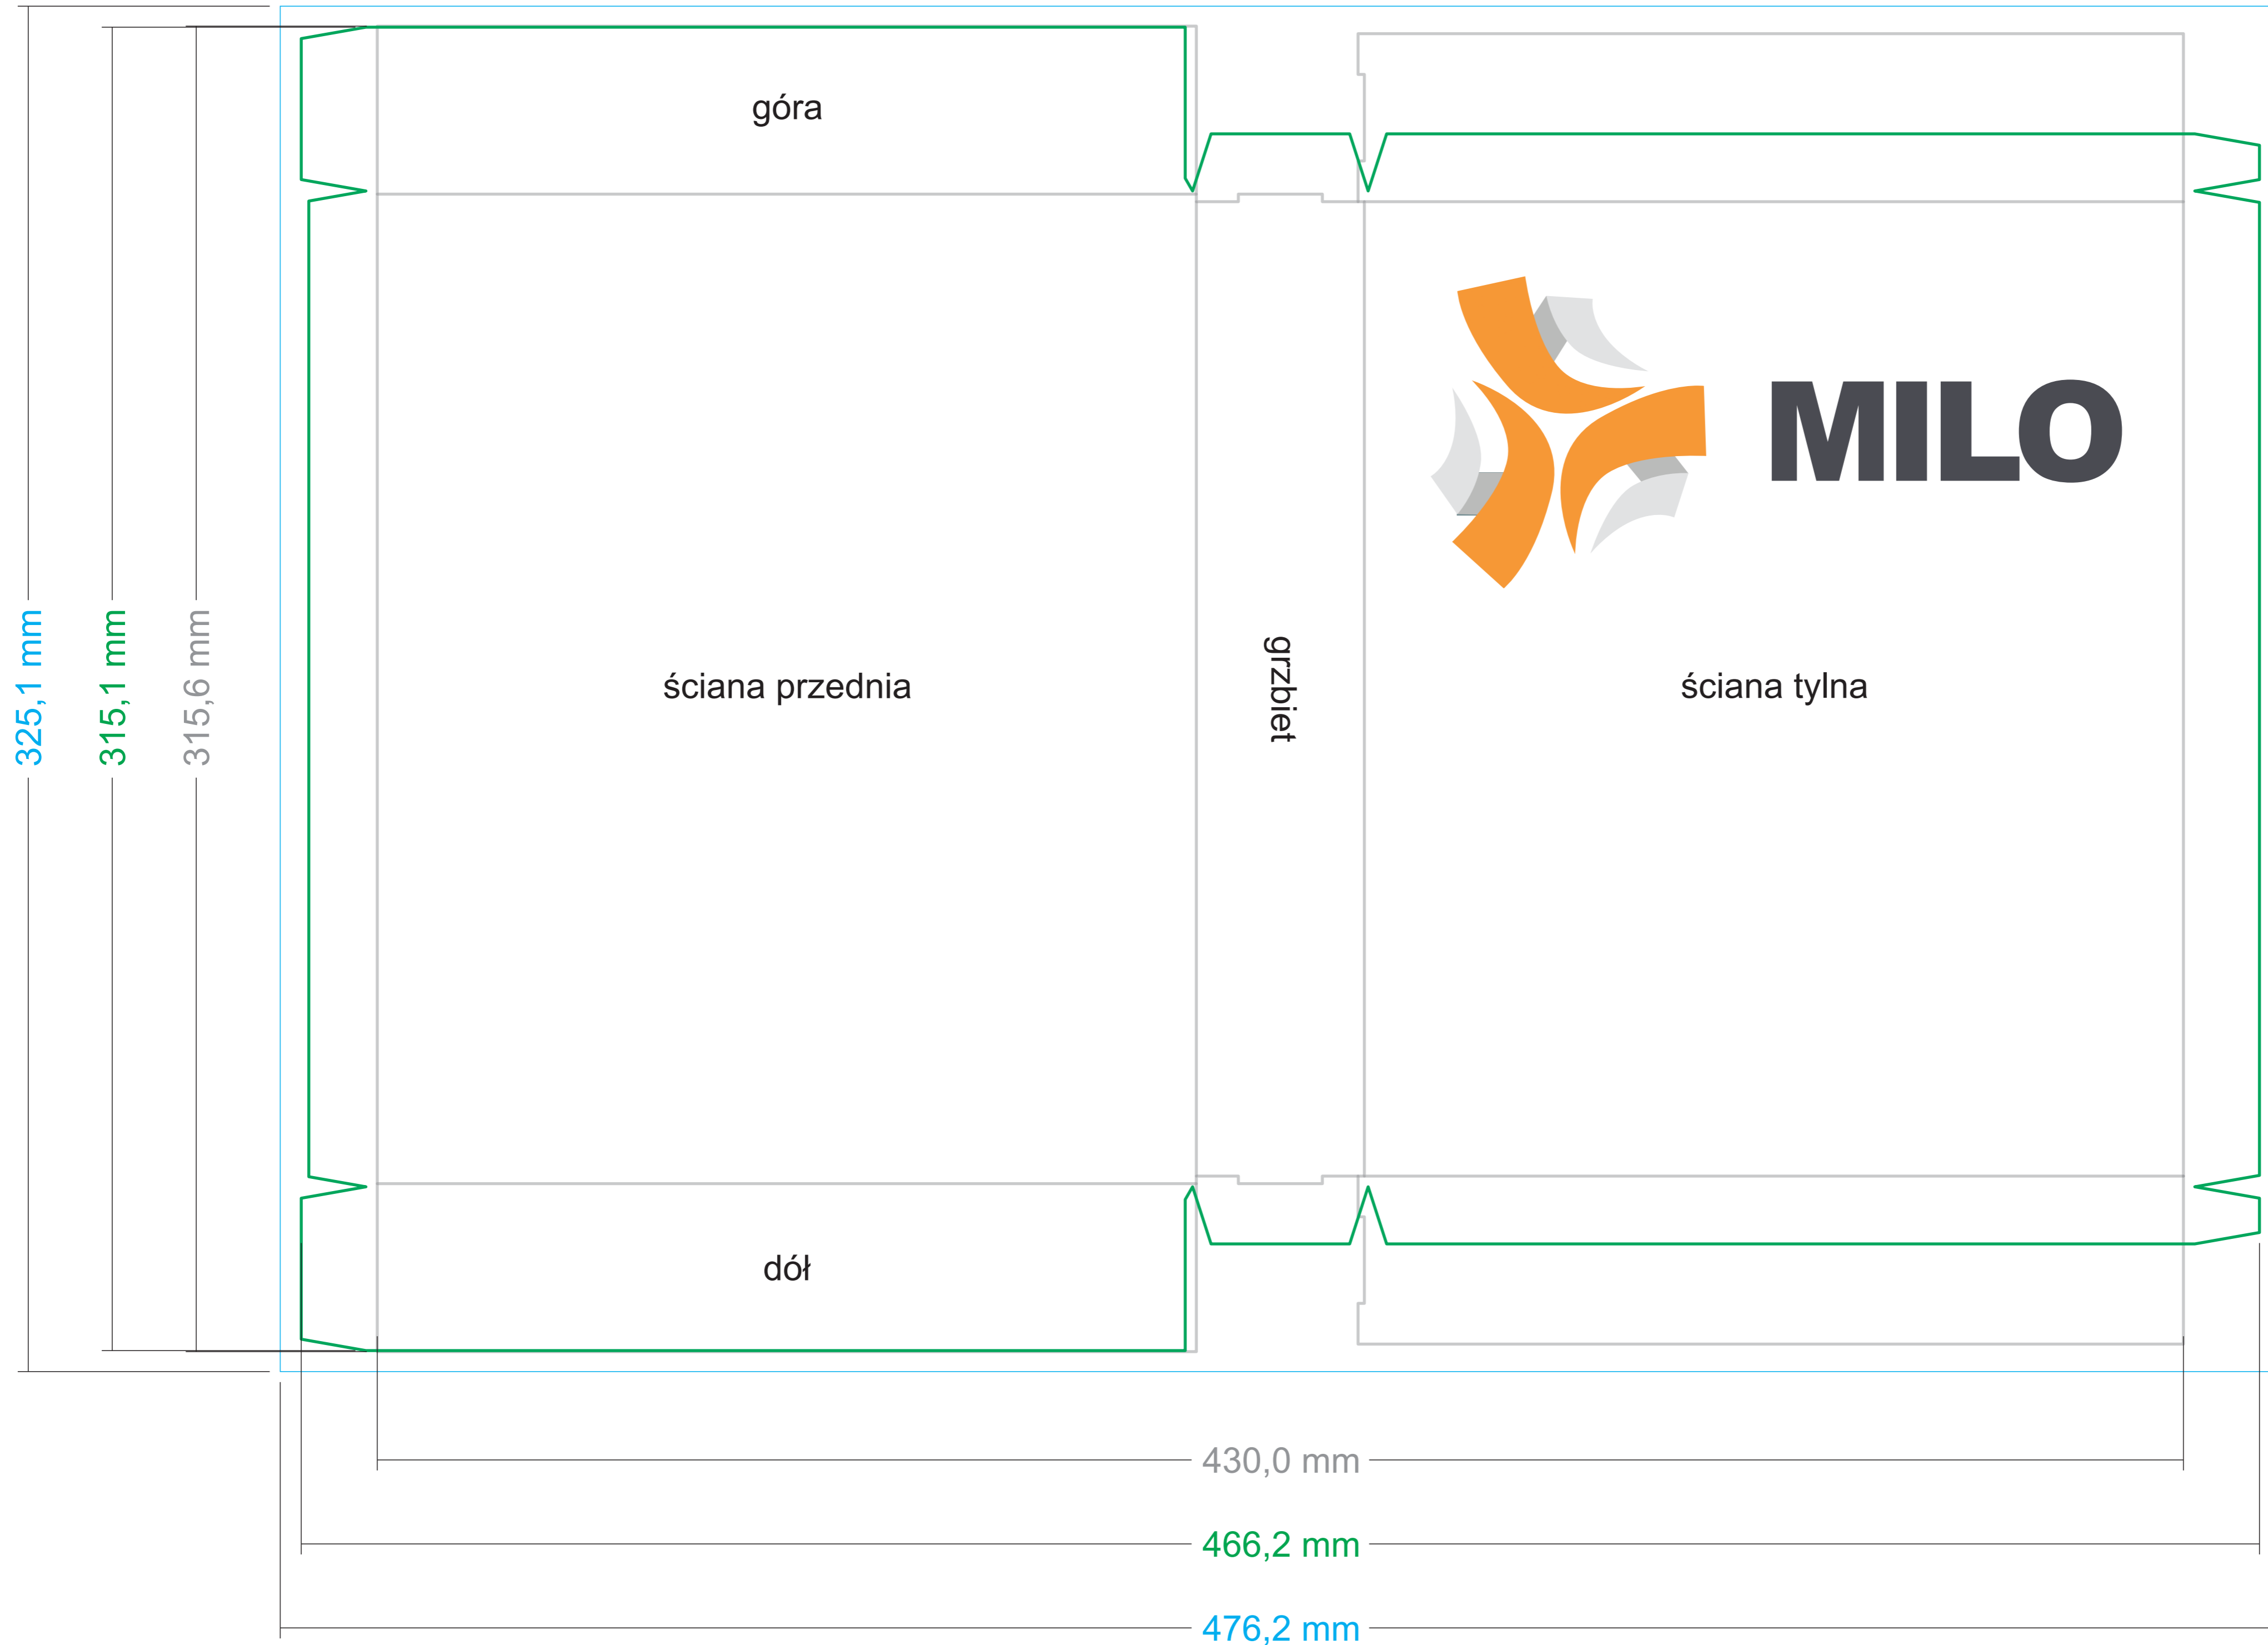 góra
MILO
325,1 mm
315,1 mm
315,6 mm
ściana przednia
grzbiet
ściana tylna
dół
430,0 mm
466,2 mm
476,2 mm